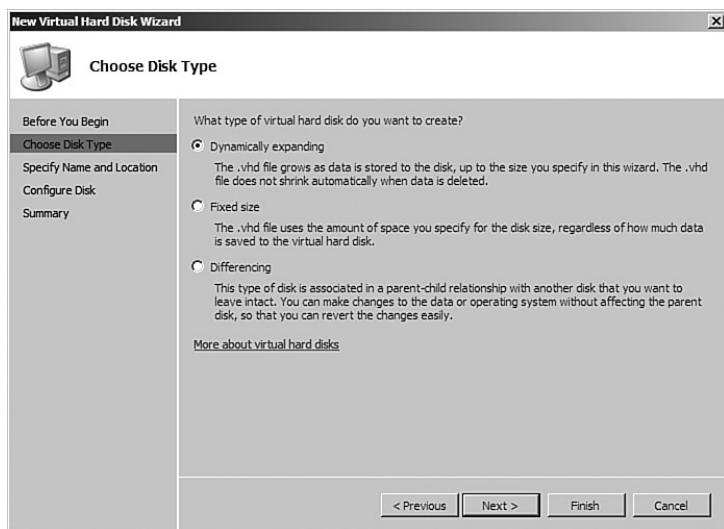 New Virtual Hard Disk Wizard
Choose Disk Type
Before You Begin
Choose Disk Type
Specify Name and Location
Configure Disk
Summary
What type of virtual hard disk do you want to create?
Dynamically expanding
The .vhd file grows as data is stored to the disk, up to the size you specify in this wizard. The .vhd
file does not shrink automatically when data is deleted.
Fixed size
The .vhd file uses the amount of space you specify for the disk size, regardless of how much data
is saved to the virtual hard disk.
Differencing
This type of disk is associated in a parent-child relationship with another disk that you want to
leave intact. You can make changes to the data or operating system without affecting the parent
disk, so that you can revert the changes easily.
More about virtual hard disks
< Previous
Next >
Finish
Cancel